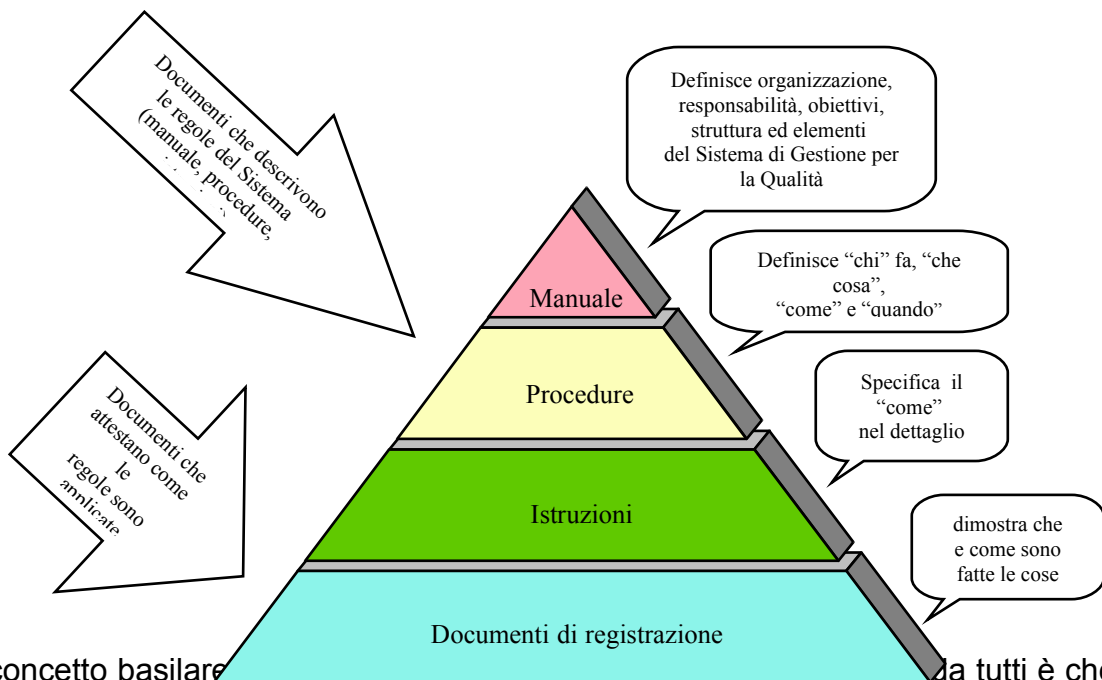 Documenti che descrivono
le regole del Sistema
(manuale, procedure,
Definisce organizzazione,
responsabilità, obiettivi,
struttura ed elementi
del Sistema di Gestione per
la Qualità
Definisce “chi” fa, “che
cosa”,
“come” e “quando”
Manuale
Documenti che
attestano come
le
regole sono
applicate
Procedure
Specifica il
“come”
nel dettaglio
Istruzioni
dimostra che
e come sono
fatte le cose
Documenti di registrazione
concetto basilare da tutti è che